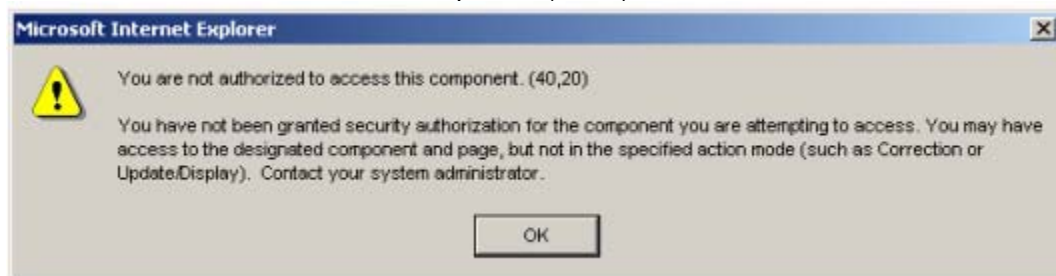 Microsoft Internet Explorer
You are not authorized to access this component. (40,20)
You have not been granted security authorization for the component you are attempting to access. You may have
access to the designated component and page, but not in the specified action mode (such as Correction or
Update/Display). Contact your system administrator.
OK